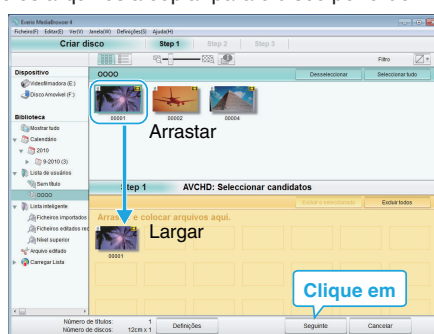 Everio MediaBrowser 4
Ficheiro(F) Editar(E) Ver(V) Janela(W) Definições(S) Ajuda(H)
Criar disco Step 1 Step 2 Step 3
Filtro
Dispositivo
Videofilmadora (E:)
Disco Amovível (F:)
Biblioteca
Mostrar tudo
Calendário
2010
9-2010 (3)
Lista de usuários
Sem título
OOOO
Lista inteligente
Ficheiros importados
Ficheiros editados rec
Nível superior
Arquivo editado
Carregar Lista
OOOO Desseleccionar Seleccionar tudo
00001 00002 00004
Arrastar
Step 1 AVCHD: Seleccionar candidatos
Excluir todos
Arrastar e colocar arquivos aqui.
Largar
00001
Clique em
Número de títulos: 1
Número de discos: 12cm x 1
Definições Seguinte Cancelar